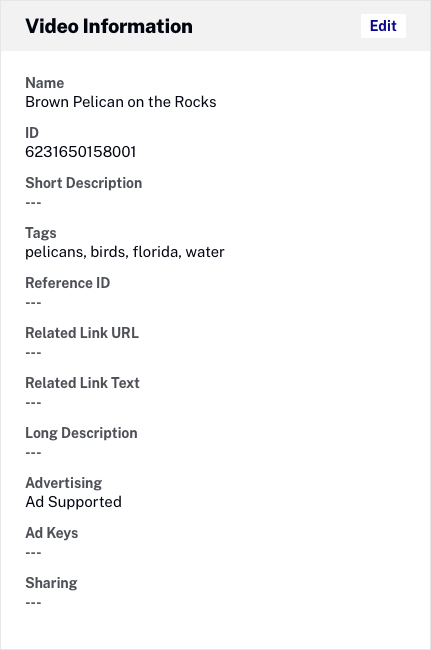 Video Information
Edit
Name
Brown Pelican on the Rocks
ID
6231650158001
Short Description
---
Tags
pelicans, birds, florida, water
Reference ID
---
Related Link URL
---
Related Link Text
---
Long Description
---
Advertising
Ad Supported
Ad Keys
---
Sharing
---